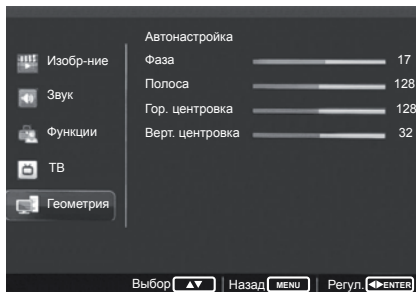 Автонастройка
Изобр-ние
Фаза 17
Полоса 128
Звук
Гор. центровка 128
Функции
Верт. центровка 32
ТВ
Геометрия
Выбор ▲▼ Назад MENU Регул. ◄►ENTER